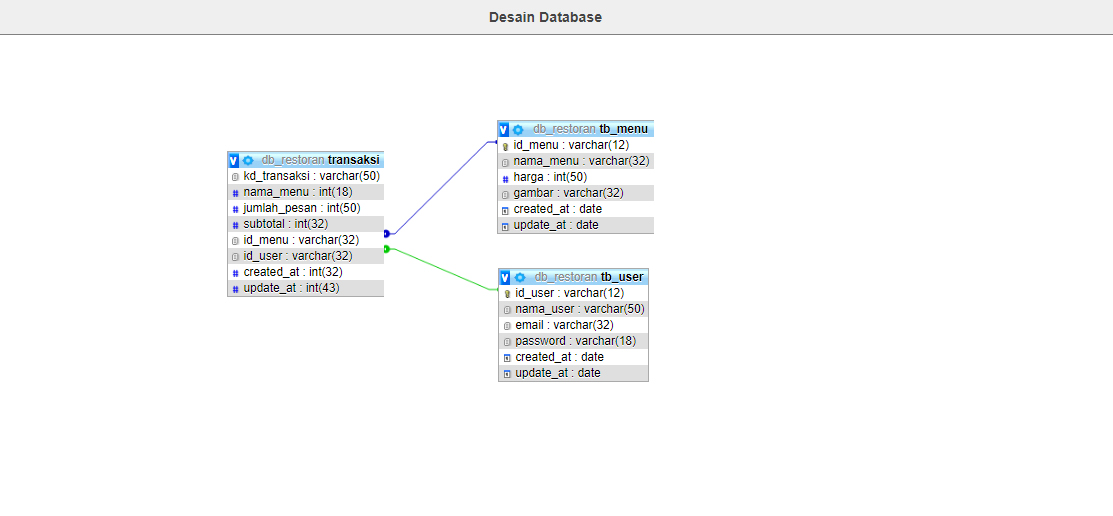 Desain Database
db_restoran transaksi
kd_transaksi : varchar(50)
nama_menu : int(18)
jumlah_pesan : int(50)
subtotal : int(32)
id_menu : varchar(32)
id_user : varchar(32)
created_at : int(32)
update_at : int(43)
db_restoran tb_menu
id_menu : varchar(12)
nama_menu : varchar(32)
harga : int(50)
gambar : varchar(32)
created_at : date
update_at : date
db_restoran tb_user
id_user : varchar(12)
nama_user : varchar(50)
email : varchar(32)
password : varchar(18)
created_at : date
update_at : date